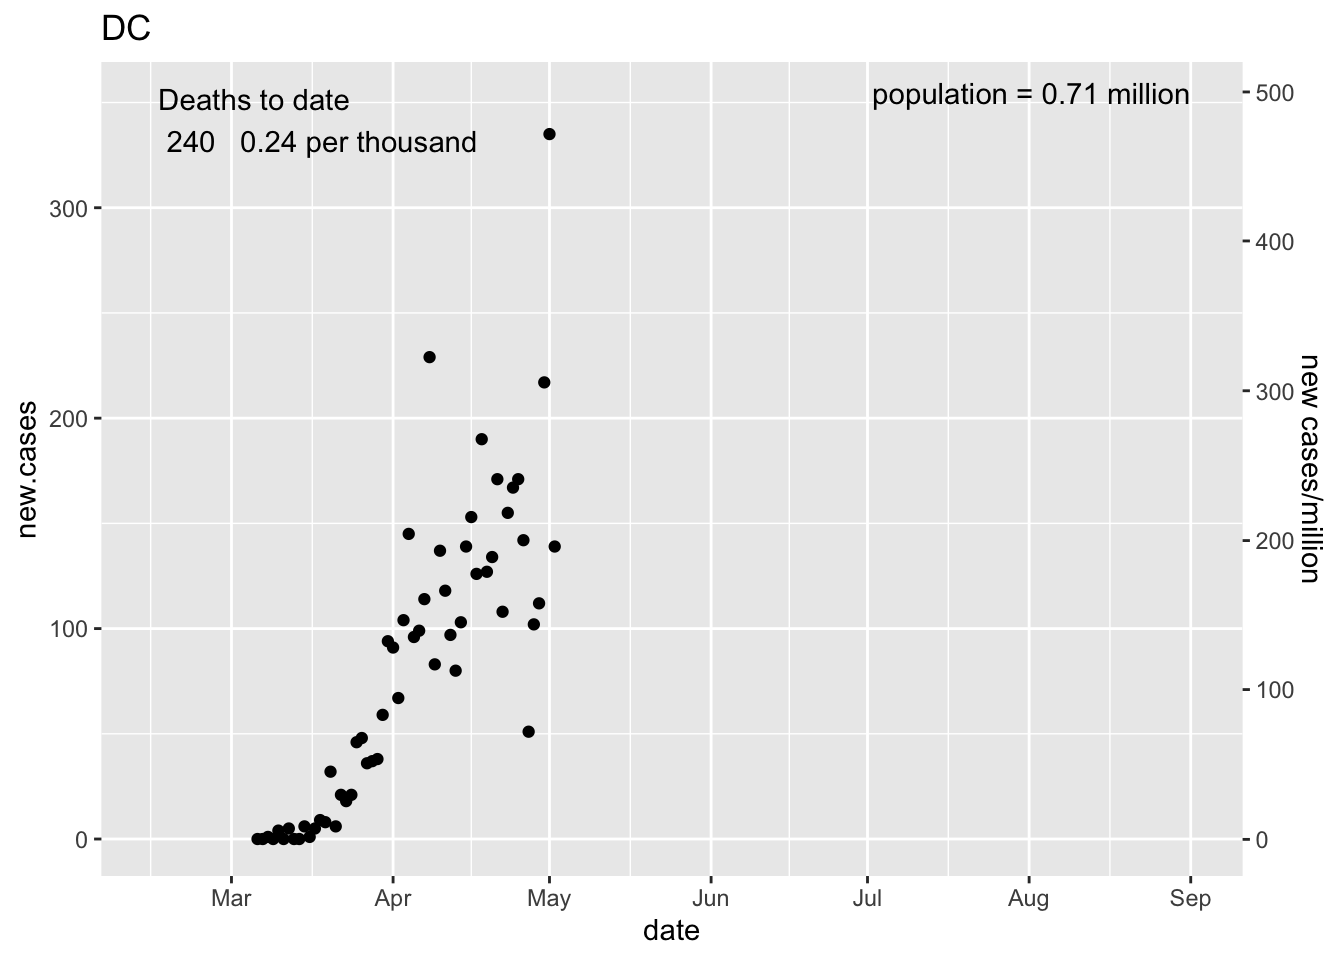 DC
Deaths to date
240 0.24 per thousand
population = 0.71 million
new.cases
300
200
100
0
500
400
300
200
100
0
new cases/million
Mar Apr May Jun Jul Aug Sep
date